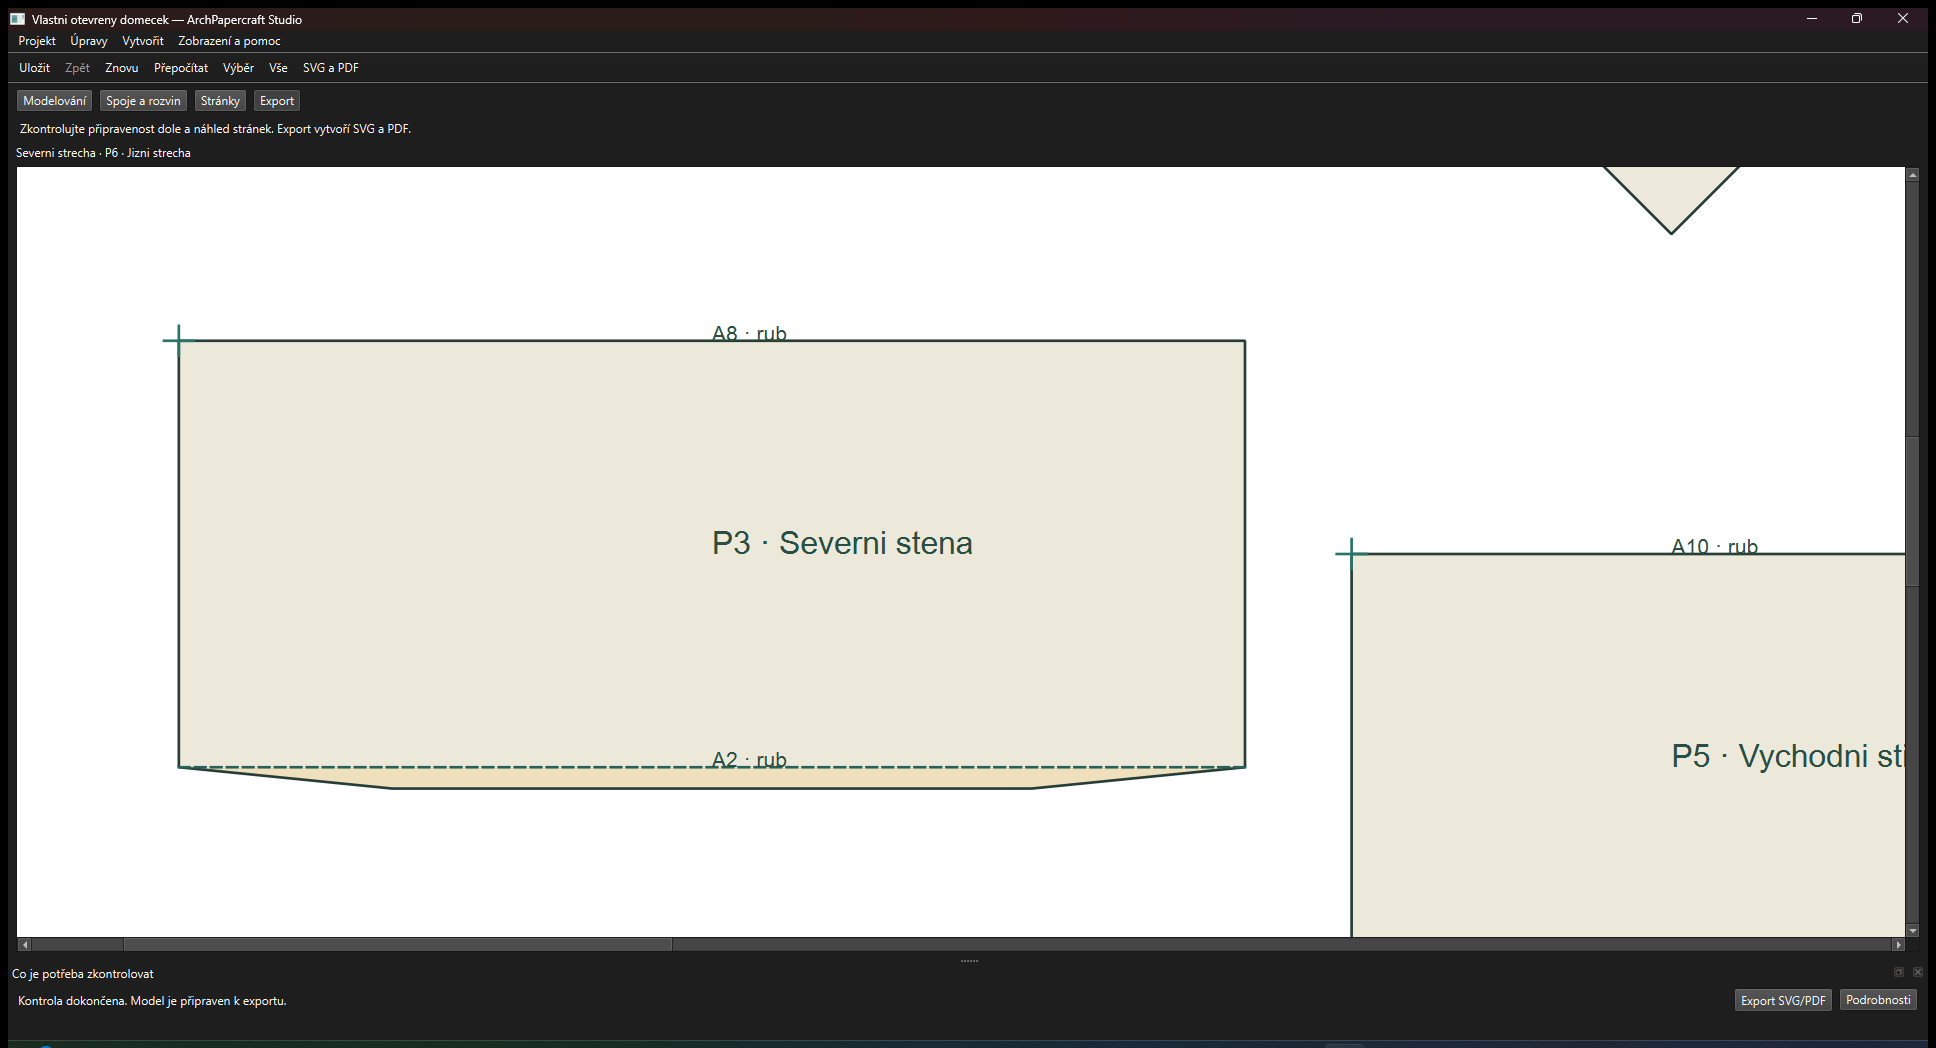 Vlastni otevreny domecek — ArchPapercraft Studio
Projekt Úpravy Vytvořit Zobrazení a pomoc
Uložit Zpět Znovu Přepočítat Výběr Vše SVG a PDF
Modelování Spoje a rozvin Stránky Export
Zkontrolujte připravenost dole a náhled stránek. Export vytvoří SVG a PDF.
Severni strecha · P6 · Jizni strecha
A8 · rub
P3 · Severni stena
A10 · rub
A2 · rub
P5 · Vychodni
Co je potřeba zkontrolovat
Kontrola dokončena. Model je připraven k exportu.
Export SVG/PDF Podrobnosti